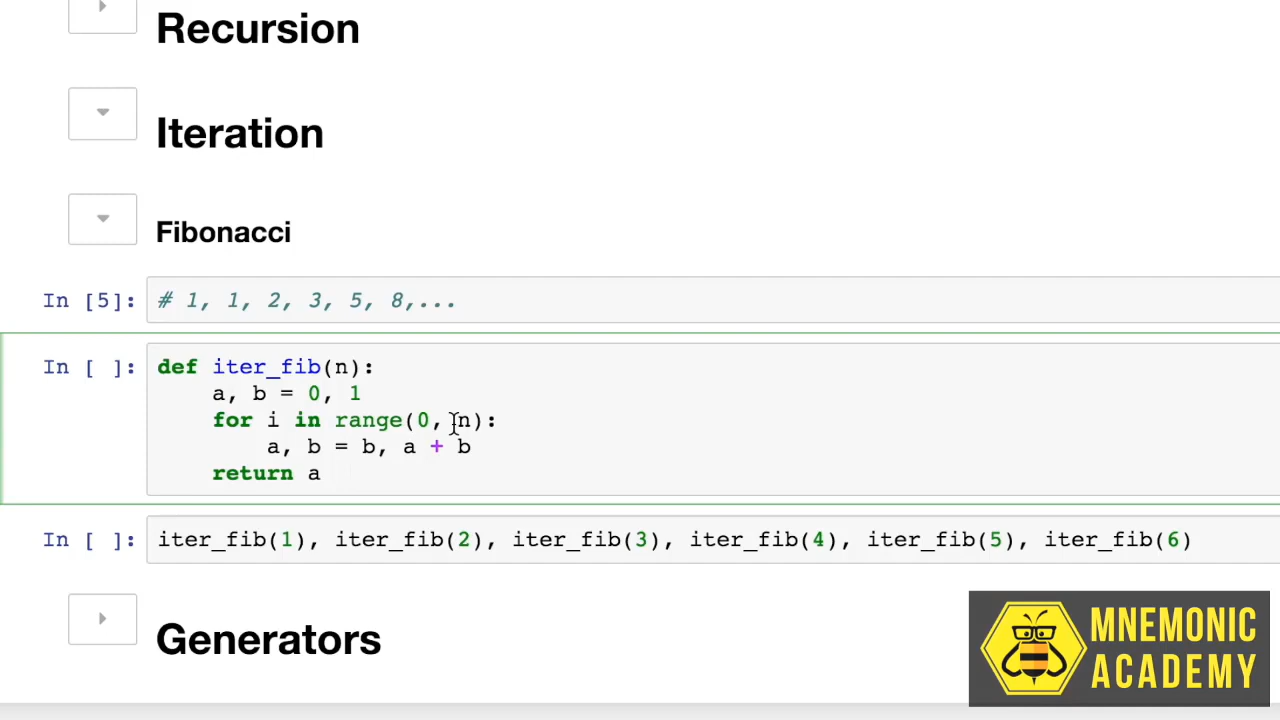 Recursion
Iteration
Fibonacci
In [5]: # 1, 1, 2, 3, 5, 8,...
In [ ]: def iter_fib(n):
    a, b = 0, 1
    for i in range(0, n):
        a, b = b, a + b
    return a
In [ ]: iter_fib(1), iter_fib(2), iter_fib(3), iter_fib(4), iter_fib(5), iter_fib(6)
Generators
MNEMONIC
ACADEMY